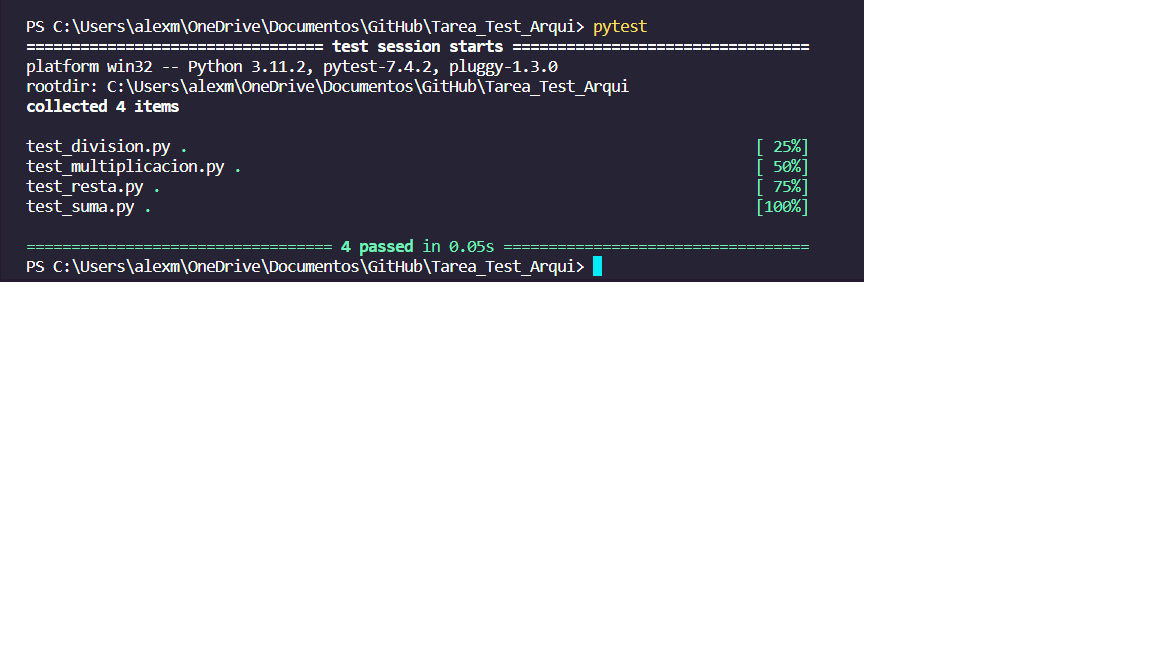 PS C:\Users\alexm\OneDrive\Documentos\GitHub\Tarea_Test_Arqui> pytest
================================= test session starts =================================
platform win32 -- Python 3.11.2, pytest-7.4.2, pluggy-1.3.0
rootdir: C:\Users\alexm\OneDrive\Documentos\GitHub\Tarea_Test_Arqui
collected 4 items
test_division.py . [ 25%]
test_multiplicacion.py . [ 50%]
test_resta.py . [ 75%]
test_suma.py . [100%]
================================== 4 passed in 0.05s ==================================
PS C:\Users\alexm\OneDrive\Documentos\GitHub\Tarea_Test_Arqui>